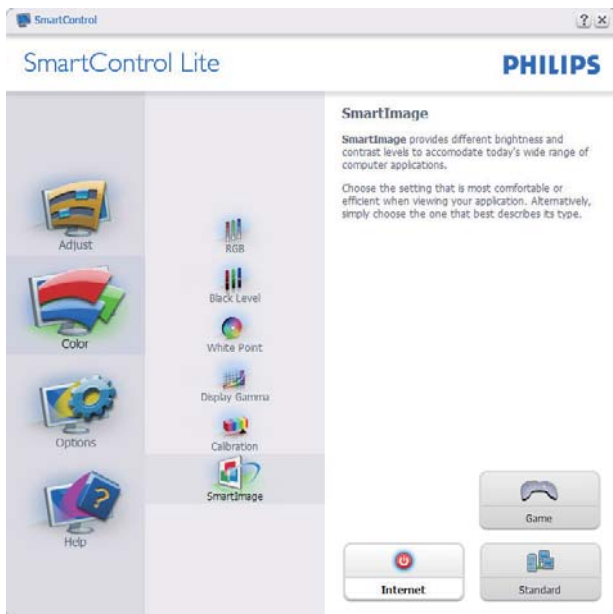 SmartControl
SmartControl Lite
PHILIPS
Adjust
Color
Options
Help
RGB
Black Level
White Point
Display Gamma
Calibration
SmartImage
SmartImage
SmartImage provides different brightness and
contrast levels to accomodate today's wide range of
computer applications.
Choose the setting that is most comfortable or
efficient when viewing your application. Alternatively,
simply choose the one that best describes its type.
Game
Internet
Standard